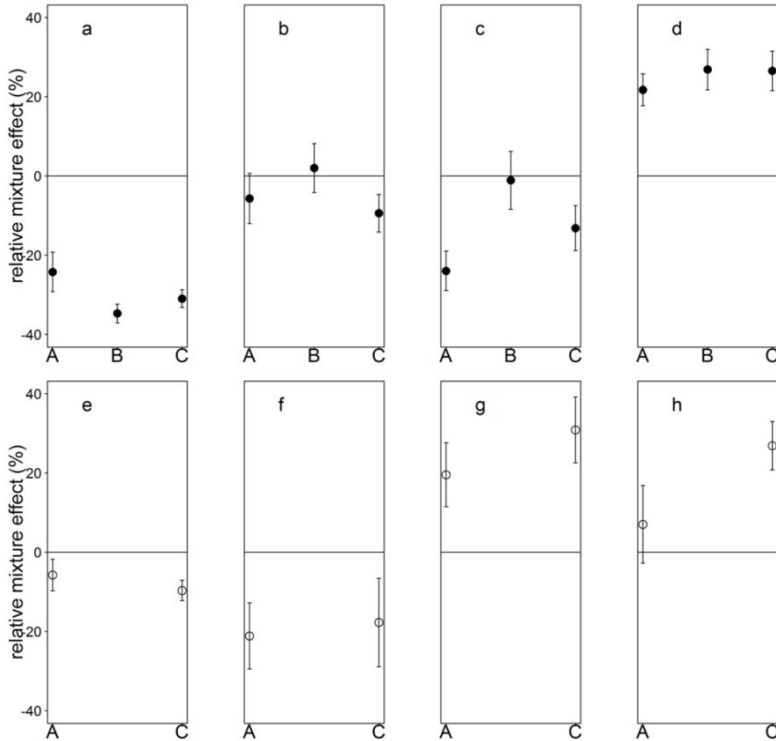 a b c d
relative mixture effect (%)
40
20
0
-20
-40
A B C A B C A B C A B C
e f g h
relative mixture effect (%)
40
20
0
-20
-40
A C A C A C A C